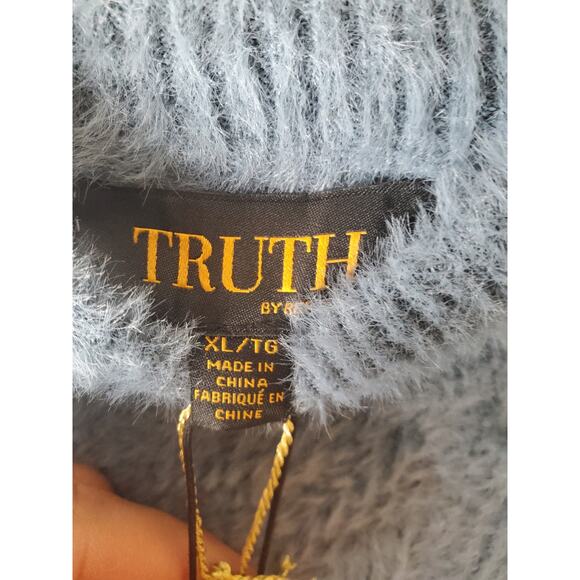 TRUTH
BY
XL/TG
MADE IN
CHINA
FABRIQUÉ EN
CHINE